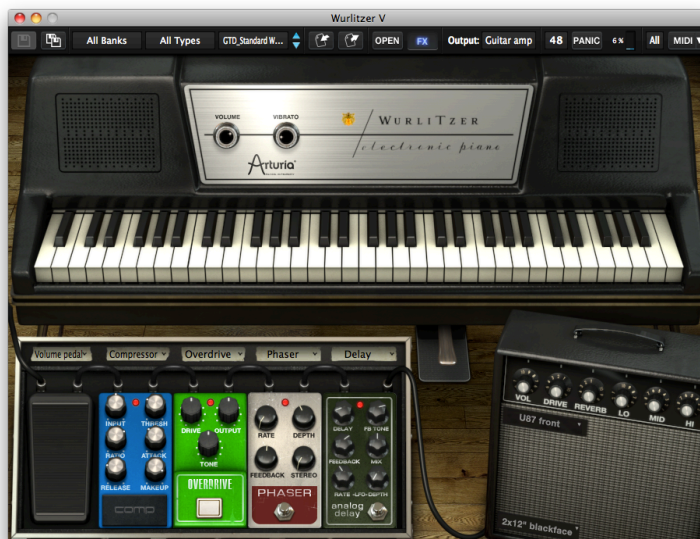 Wurlitzer V
All Banks
All Types
GTD_Standard W...
OPEN
FX
Output: Guitar amp
48
PANIC
6 %
All
MIDI
VOLUME
VIBRATO
WURLITZER
electronic piano
Arturia
Volume pedal
Compressor
Overdrive
Phaser
Delay
INPUT
THRESH
RATIO
ATTACK
RELEASE
MAKEUP
COMP
DRIVE
OUTPUT
TONE
OVERDRIVE
RATE
DEPTH
FEEDBACK
STEREO
PHASER
DELAY
FB TONE
FEEDBACK
MIX
RATE -LFO- DEPTH
analog
delay
VOL
DRIVE
REVERB
LO
MID
HI
U87 front
2x12" blackface